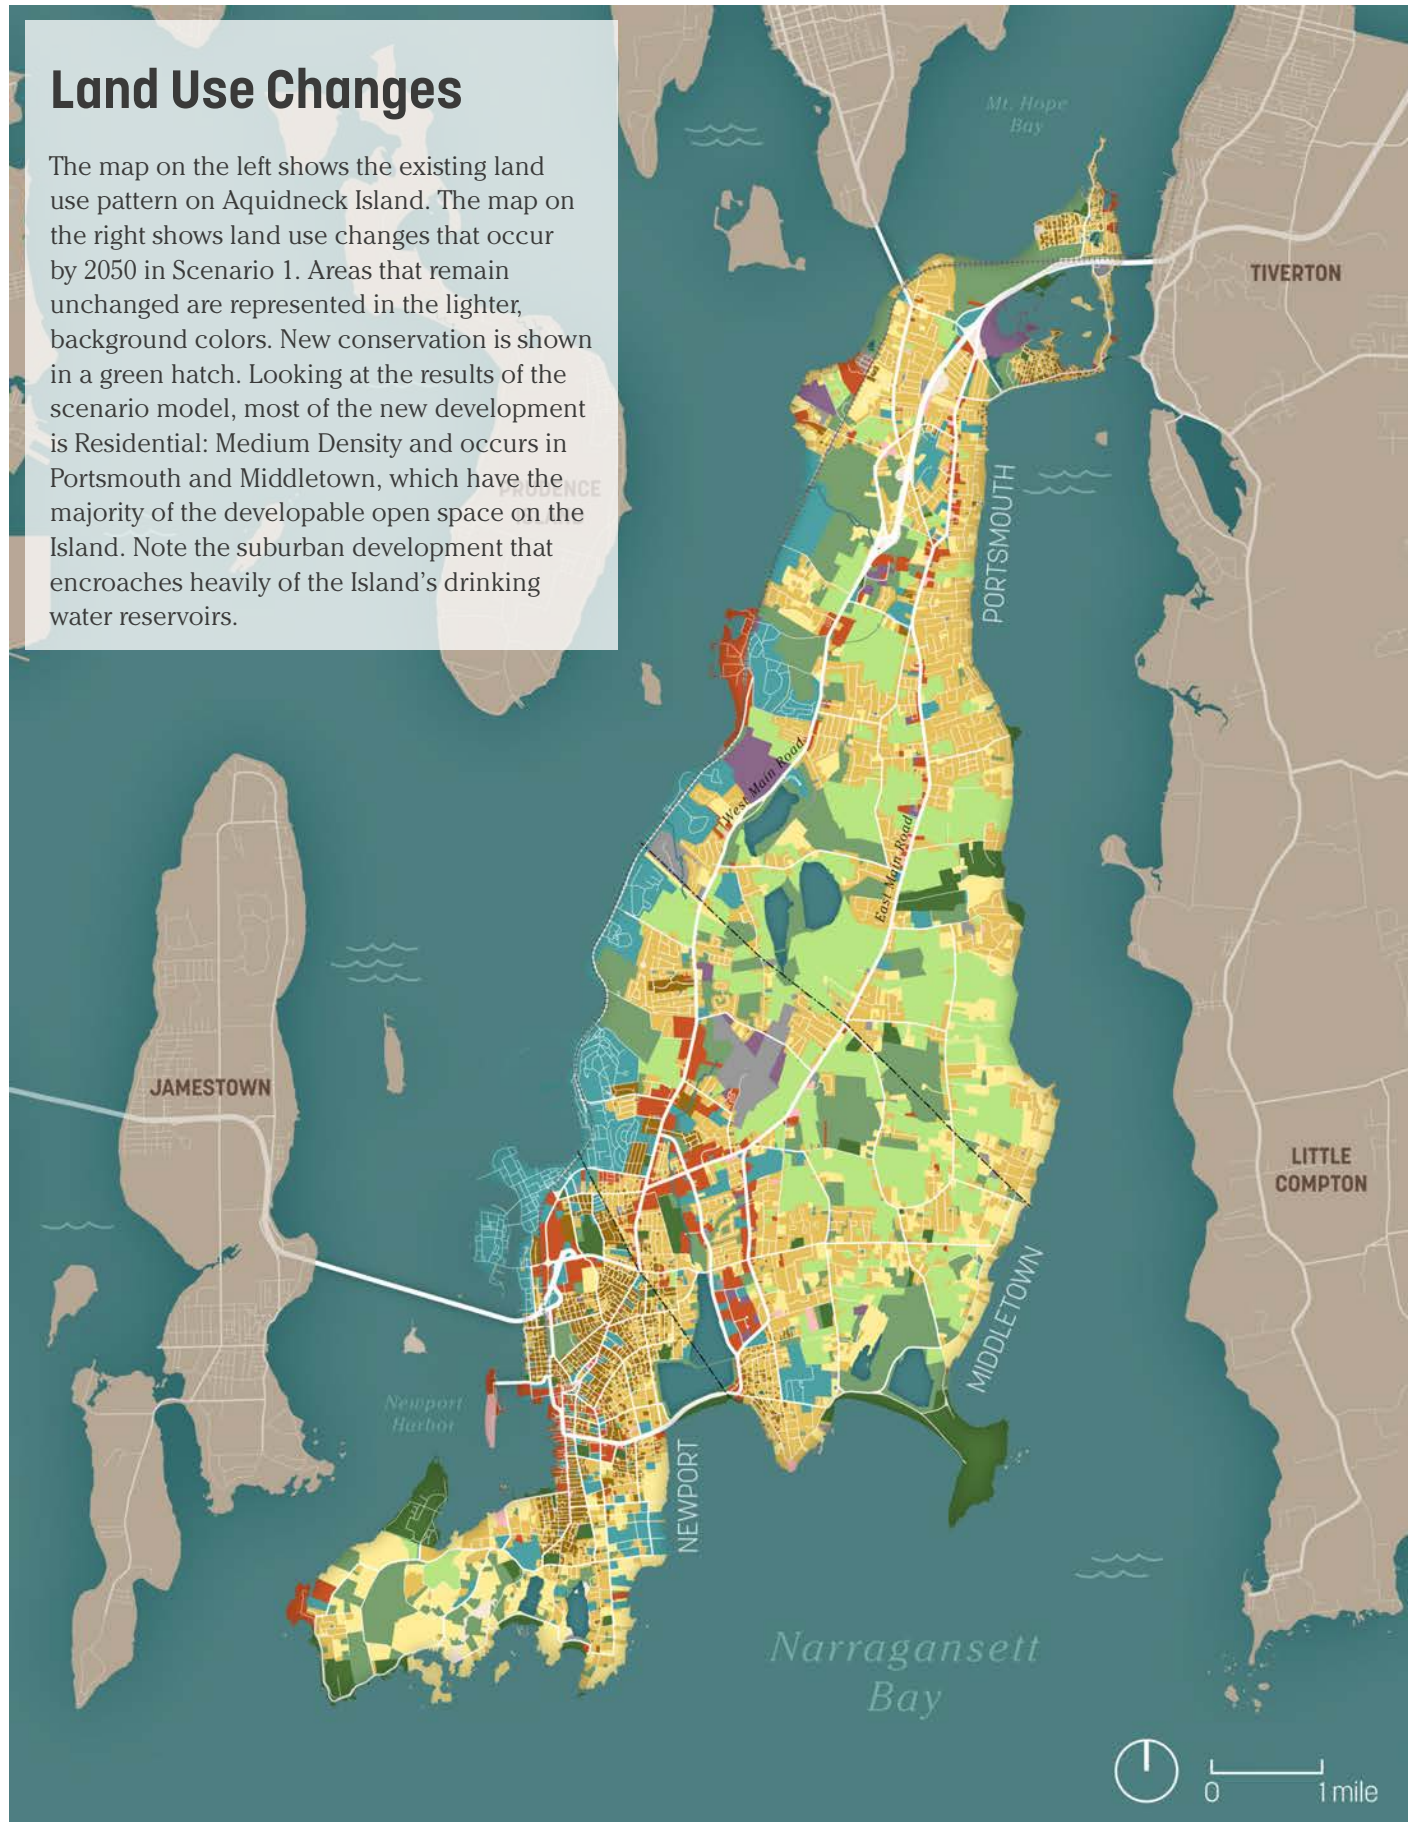 Land Use Changes
The map on the left shows the existing land
use pattern on Aquidneck Island. The map on
the right shows land use changes that occur
by 2050 in Scenario 1. Areas that remain
unchanged are represented in the lighter,
background colors. New conservation is shown
in a green hatch. Looking at the results of the
scenario model, most of the new development
is Residential: Medium Density and occurs in
Portsmouth and Middletown, which have the
majority of the developable open space on the
Island. Note the suburban development that
encroaches heavily of the Island's drinking
water reservoirs.
PRUDENCE
ISLAND
Mt. Hope
Bay
TIVERTON
PORTSMOUTH
West Main Road
East Main Road
JAMESTOWN
LITTLE
COMPTON
MIDDLETOWN
Newport
Harbor
NEWPORT
Narragansett
Bay
0 1 mile